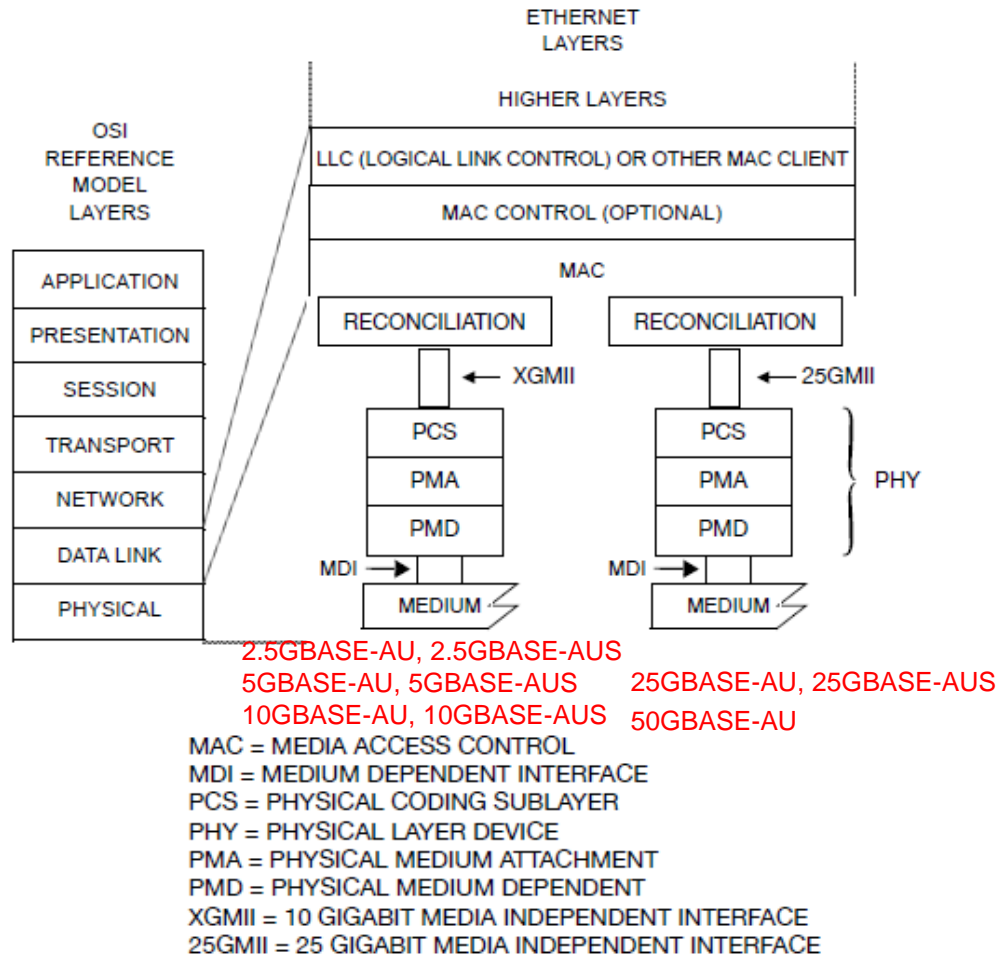 ETHERNET
LAYERS
HIGHER LAYERS
OSI
REFERENCE
MODEL
LAYERS
LLC (LOGICAL LINK CONTROL) OR OTHER MAC CLIENT
MAC CONTROL (OPTIONAL)
MAC
APPLICATION
PRESENTATION
SESSION
TRANSPORT
NETWORK
DATA LINK
PHYSICAL
RECONCILIATION
XGMII
PCS
PMA
PMD
MDI
MEDIUM
RECONCILIATION
25GMII
PCS
PMA
PMD
PHY
MDI
MEDIUM
2.5GBASE-AU, 2.5GBASE-AUS
5GBASE-AU, 5GBASE-AUS
10GBASE-AU, 10GBASE-AUS
25GBASE-AU, 25GBASE-AUS
50GBASE-AU
MAC = MEDIA ACCESS CONTROL
MDI = MEDIUM DEPENDENT INTERFACE
PCS = PHYSICAL CODING SUBLAYER
PHY = PHYSICAL LAYER DEVICE
PMA = PHYSICAL MEDIUM ATTACHMENT
PMD = PHYSICAL MEDIUM DEPENDENT
XGMII = 10 GIGABIT MEDIA INDEPENDENT INTERFACE
25GMII = 25 GIGABIT MEDIA INDEPENDENT INTERFACE